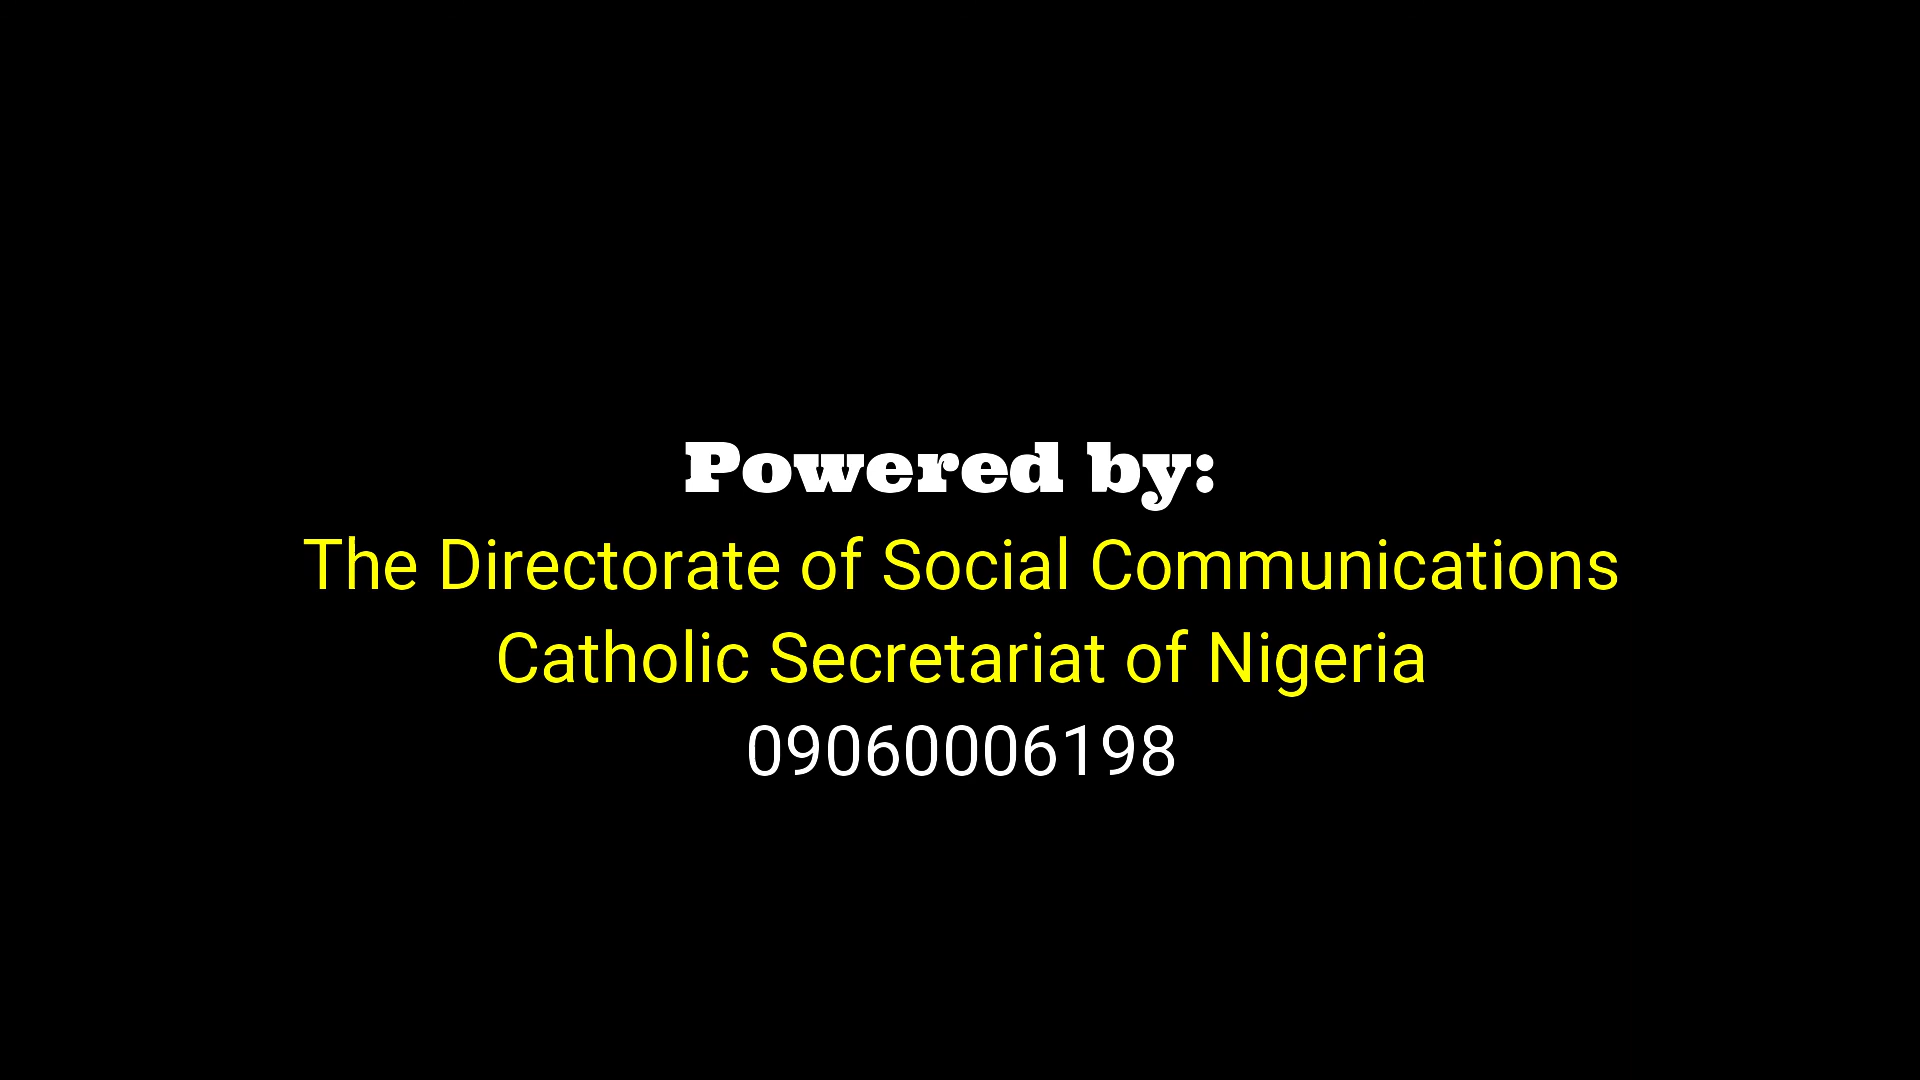 Powered by:
The Directorate of Social Communications
Catholic Secretariat of Nigeria
09060006198